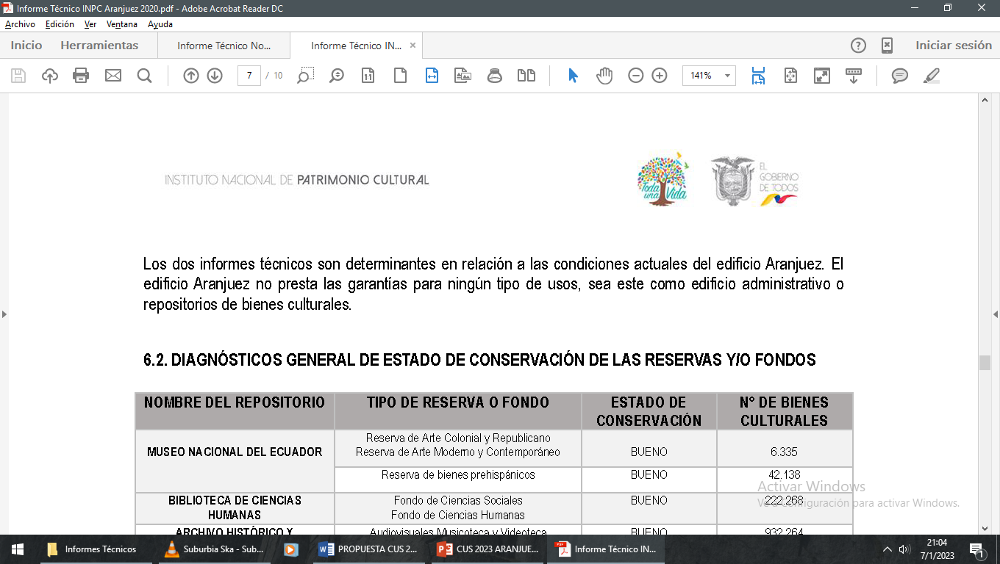 Informe Técnico INPC Aranjuez 2020.pdf - Adobe Acrobat Reader DC
Archivo Edición Ver Ventana Ayuda
Inicio Herramientas Informe Técnico No... Informe Técnico IN... × Iniciar sesión
7 / 10 141%
INSTITUTO NACIONAL DE PATRIMONIO CULTURAL
Toda una Vida
EL GOBIERNO DE TODOS
Los dos informes técnicos son determinantes en relación a las condiciones actuales del edificio Aranjuez. El
edificio Aranjuez no presta las garantías para ningún tipo de usos, sea este como edificio administrativo o
repositorios de bienes culturales.
6.2. DIAGNÓSTICOS GENERAL DE ESTADO DE CONSERVACIÓN DE LAS RESERVAS Y/O FONDOS
NOMBRE DEL REPOSITORIO TIPO DE RESERVA O FONDO ESTADO DE CONSERVACIÓN N° DE BIENES CULTURALES
MUSEO NACIONAL DEL ECUADOR
Reserva de Arte Colonial y Republicano
Reserva de Arte Moderno y Contemporáneo BUENO 6.335
Reserva de bienes prehispánicos BUENO 42.138
BIBLIOTECA DE CIENCIAS HUMANAS
Fondo de Ciencias Sociales BUENO 222.268
Fondo de Ciencias Humanas
ARCHIVO HISTÓRICO Y Audiovisuales Musicoteca y Videoteca BUENO 932.264
Activar Windows
Ve a Configuración para activar Windows.
Informes Técnicos Suburbia Ska - Sub... PROPUESTA CUS 2... CUS 2023 ARANJUE... Informe Técnico IN...
21:04
7/1/2023
1